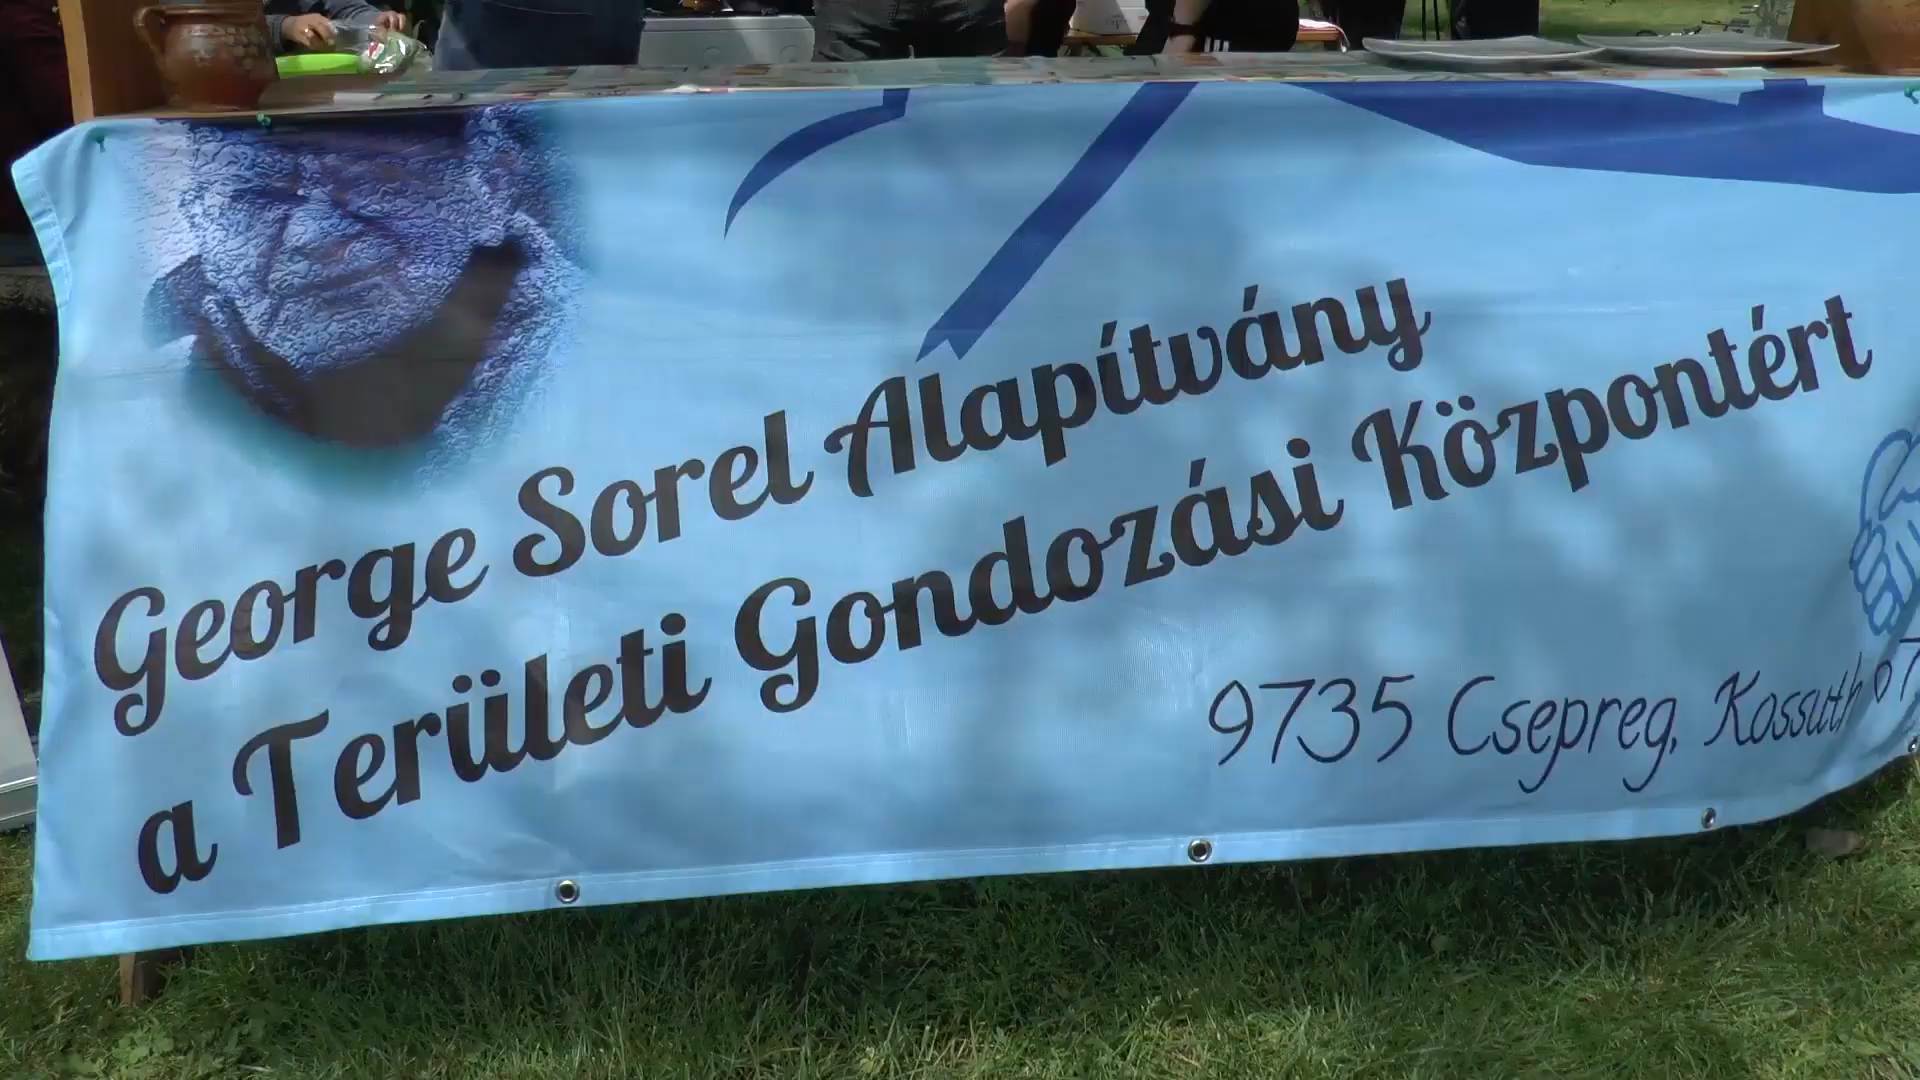 George Sorel Alapítvány
a Területi Gondozási Központért
9735 Csepreg, Kossuth